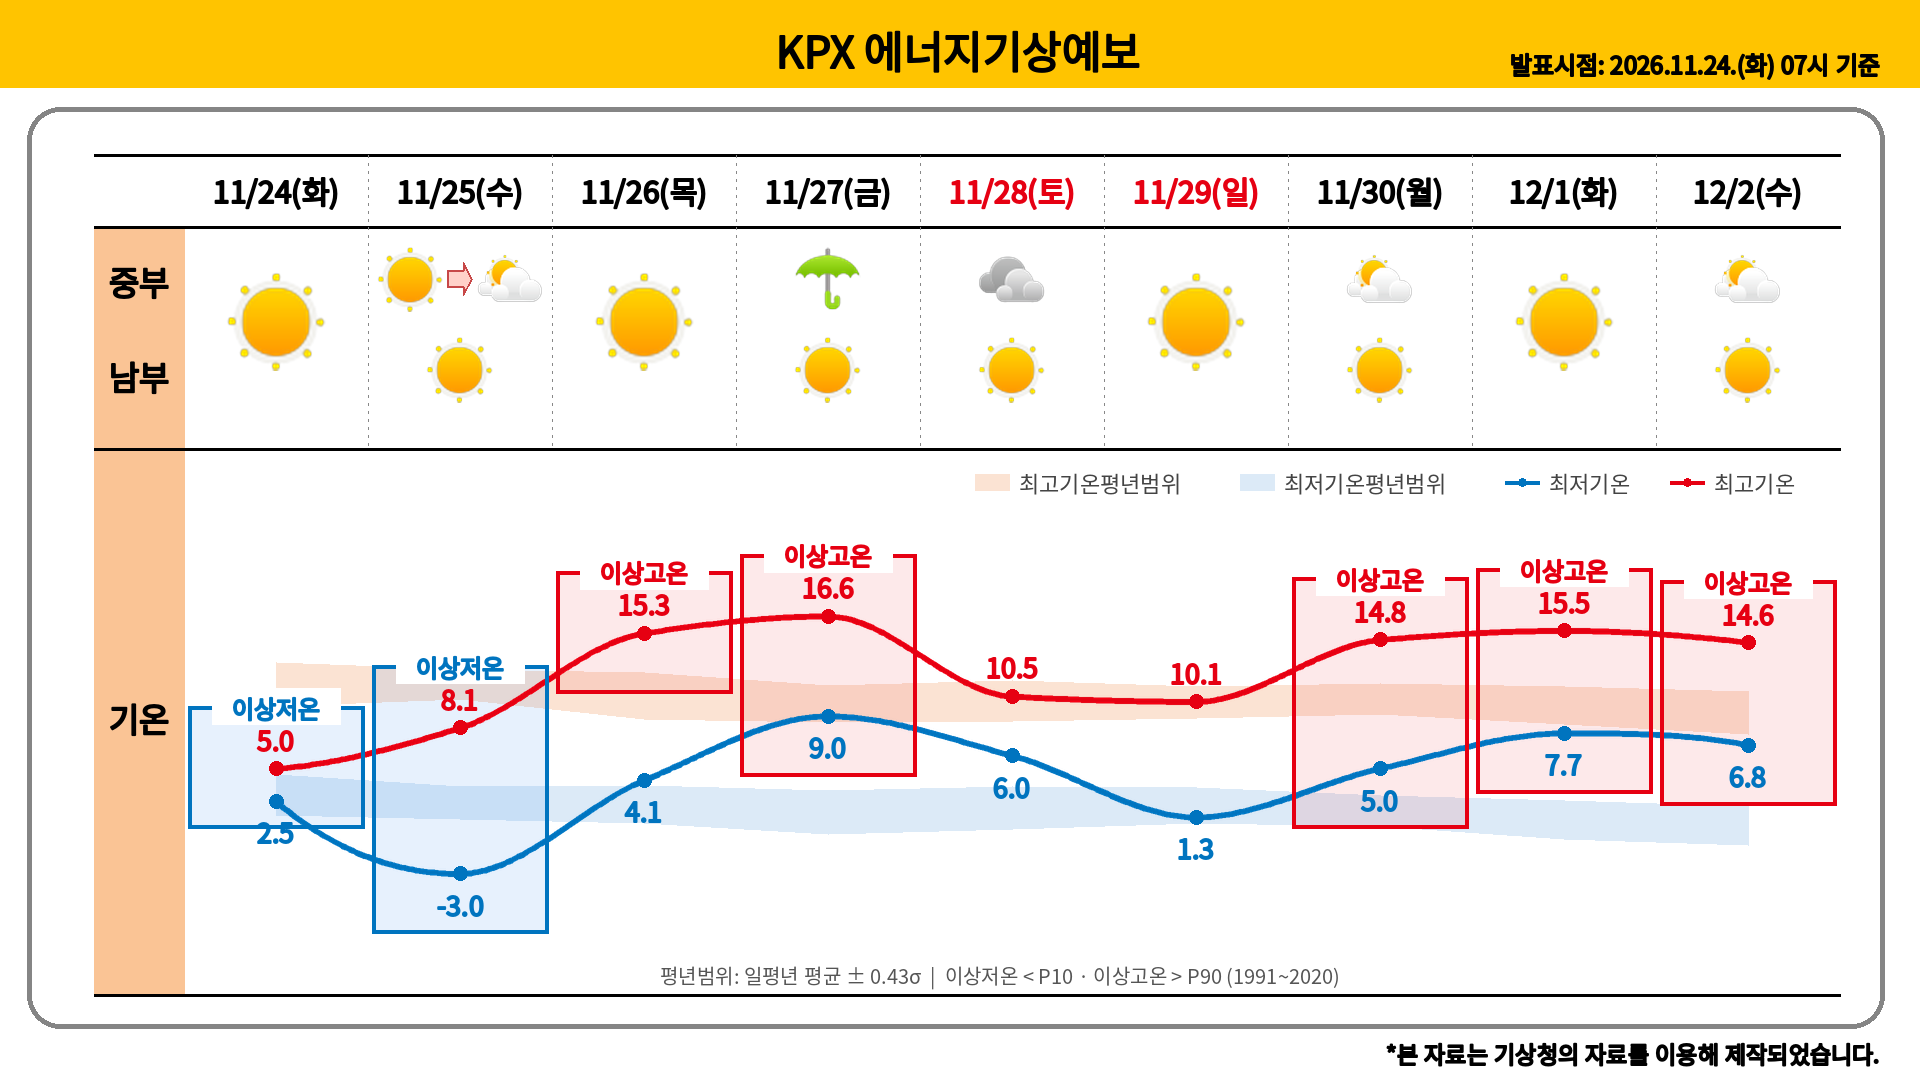 KPX 에너지기상예보
발표시점: 2026.11.24.(화) 07시 기준
11/24(화) 11/25(수) 11/26(목) 11/27(금) 11/28(토) 11/29(일) 11/30(월) 12/1(화) 12/2(수)
중부
남부
최고기온평년범위 최저기온평년범위 최저기온 최고기온
기온
이상저온
5.0
2.5
이상저온
8.1
-3.0
이상고온
15.3
4.1
이상고온
16.6
9.0
10.5
6.0
10.1
1.3
이상고온
14.8
5.0
이상고온
15.5
7.7
이상고온
14.6
6.8
평년범위: 일평년 평균 ± 0.43σ | 이상저온 < P10 · 이상고온 > P90 (1991~2020)
*본 자료는 기상청의 자료를 이용해 제작되었습니다.